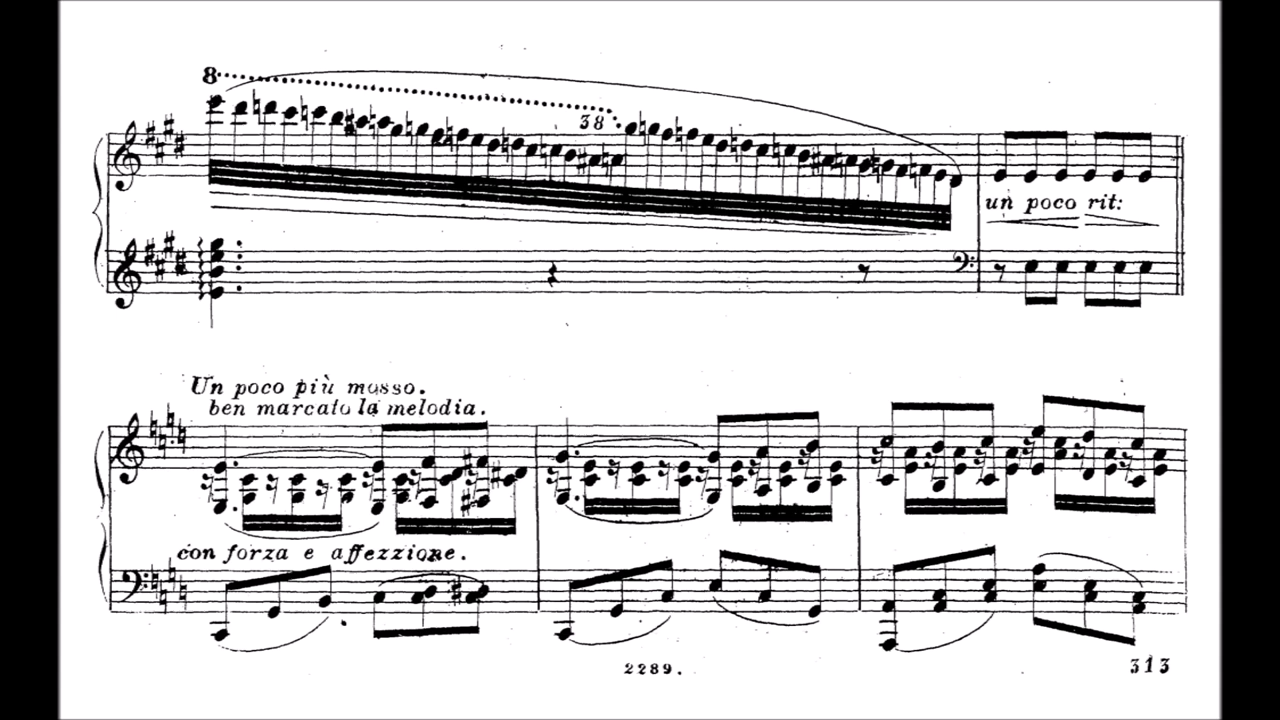 8
38
un poco rit:
Un poco più mosso.
ben marcato la melodia.
con forza e affezzione.
2289.
313